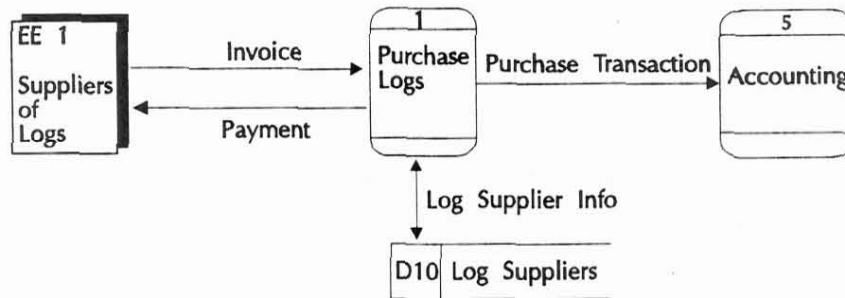 EE 1
Suppliers
of
Logs
Invoice
Payment
1
Purchase
Logs
Purchase Transaction
5
Accounting
Log Supplier Info
D10 Log Suppliers